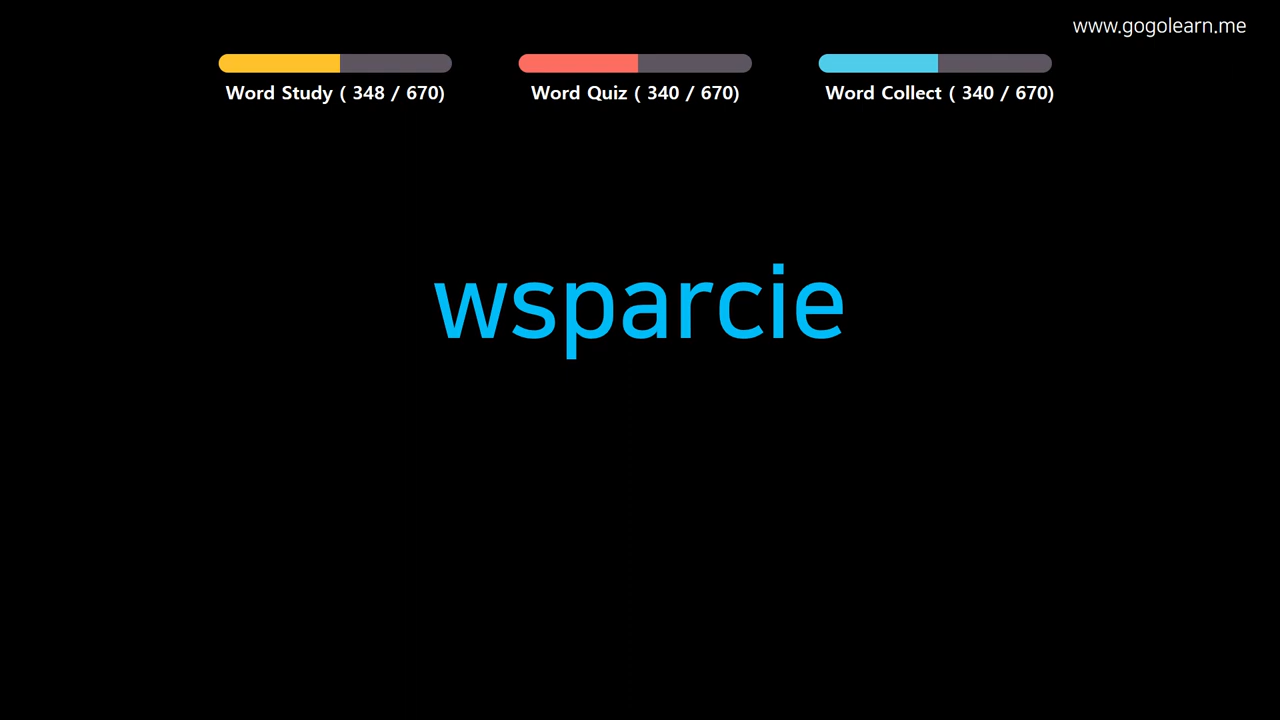 www.gogolearn.me
Word Study ( 348 / 670)
Word Quiz ( 340 / 670)
Word Collect ( 340 / 670)
wsparcie